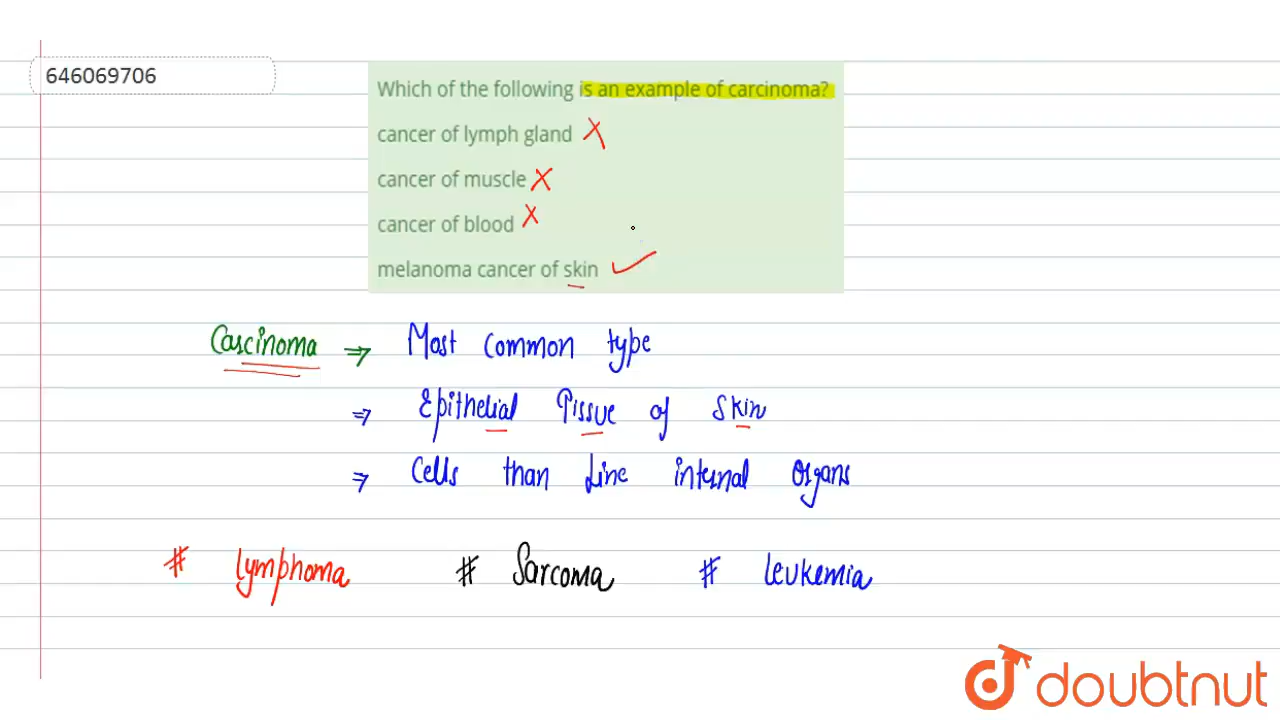 646069706
Which of the following is an example of carcinoma?
cancer of lymph gland X
cancer of muscle X
cancer of blood X
melanoma cancer of skin ✓
Carcinoma ⇒ Most common type
⇒ Epithelial Tissue of Skin
⇒ Cells than Line internal Organs
# Lymphoma # Sarcoma # Leukemia
doubtnut